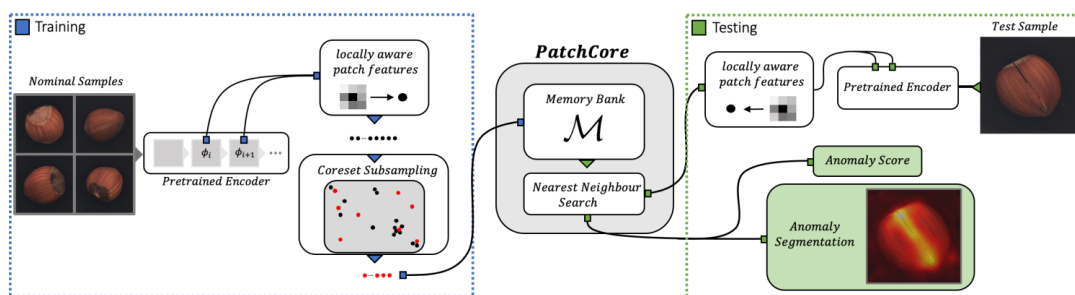 Training
Nominal Samples
ϕi
ϕi+1
Pretrained Encoder
locally aware
patch features
Coreset Subsampling
PatchCore
Memory Bank
M
Nearest Neighbour
Search
Testing
locally aware
patch features
Pretrained Encoder
Test Sample
Anomaly Score
Anomaly
Segmentation